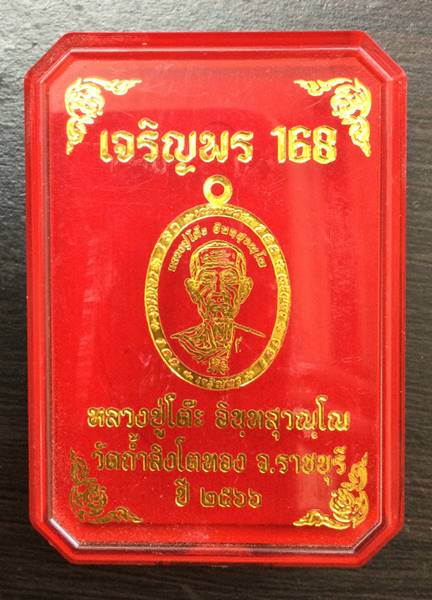 เจริญพร 168
หลวงปู่โต๊ะ อินฺทสุวณฺโณ
วัดถ้ำสิงโตทอง จ.ราชบุรี
ปี ๒๕๖๖